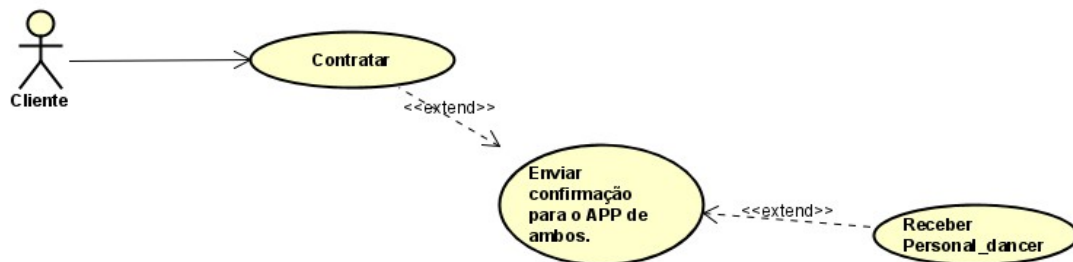 Cliente
Contratar
<<extend>>
Enviar
confirmação
para o APP de
ambos.
<<extend>>
Receber
Personal_dancer